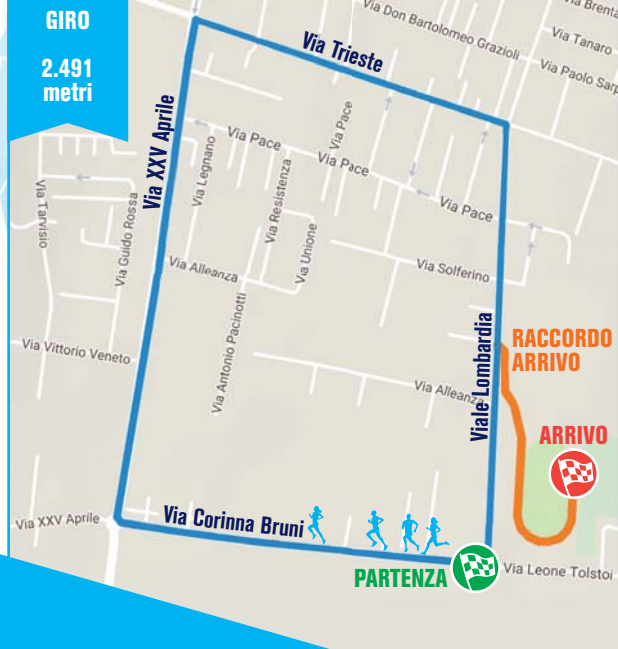 GIRO
2.491
metri
Via Trieste
Via Don Bartolomeo Grazioli
Via Brenta
Via Tanaro
Via Paolo Sarp
Via XXV Aprile
Via Legnano
Via Pace
Via Pace
Via Pace
Via Pace
Via Resistenza
Via Unione
Via Tarvisio
Via Guido Rossa
Via Alleanza
Via Antonio Pacinotti
Via Solferino
Via Vittorio Veneto
Viale Lombardia
RACCORDO
ARRIVO
Via Alleanza
ARRIVO
Via XXV Aprile
Via Corinna Bruni
PARTENZA
Via Leone Tolstoi